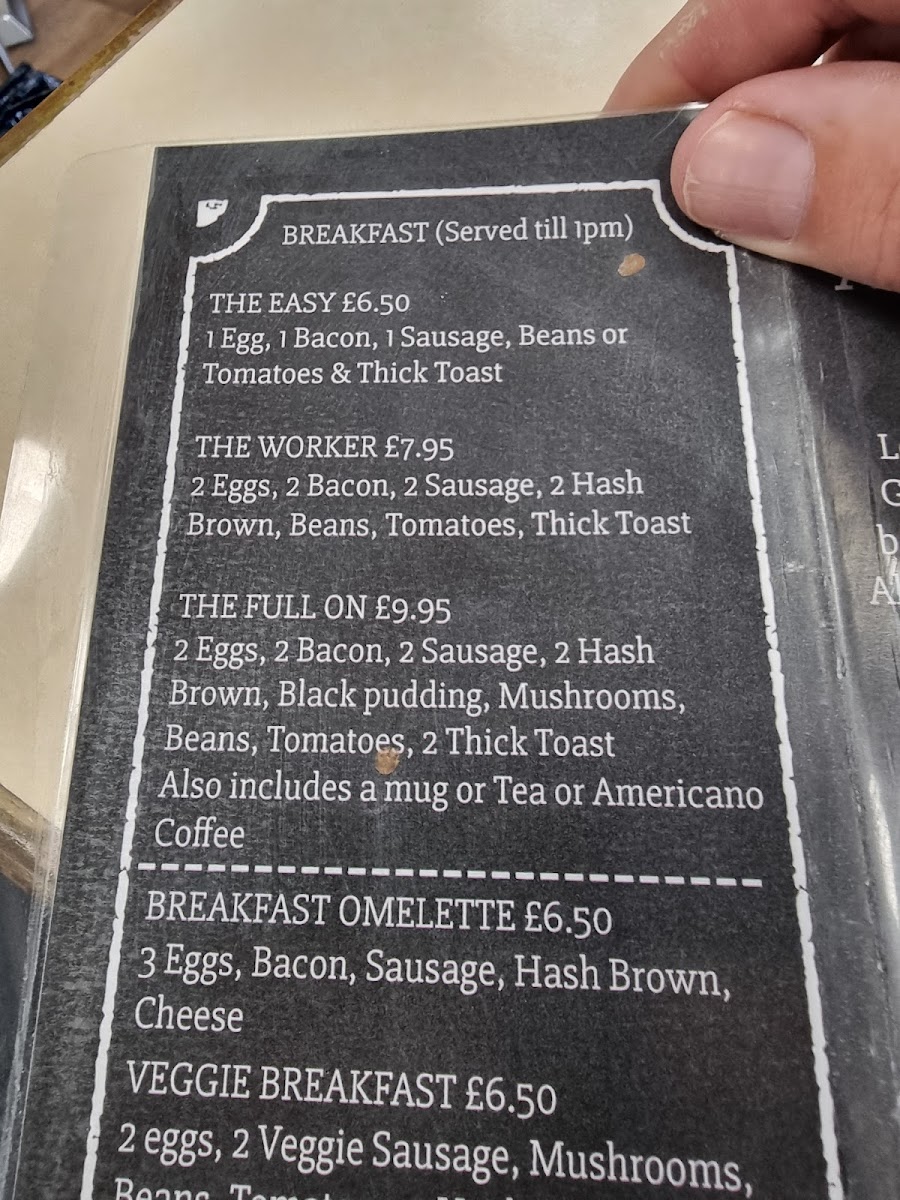 BREAKFAST (Served till 1pm)
THE EASY £6.50
1 Egg, 1 Bacon, 1 Sausage, Beans or
Tomatoes & Thick Toast
THE WORKER £7.95
2 Eggs, 2 Bacon, 2 Sausage, 2 Hash
Brown, Beans, Tomatoes, Thick Toast
THE FULL ON £9.95
2 Eggs, 2 Bacon, 2 Sausage, 2 Hash
Brown, Black pudding, Mushrooms,
Beans, Tomatoes, 2 Thick Toast
Also includes a mug or Tea or Americano
Coffee
BREAKFAST OMELETTE £6.50
3 Eggs, Bacon, Sausage, Hash Brown,
Cheese
VEGGIE BREAKFAST £6.50
2 eggs, 2 Veggie Sausage, Mushrooms,
Beans,